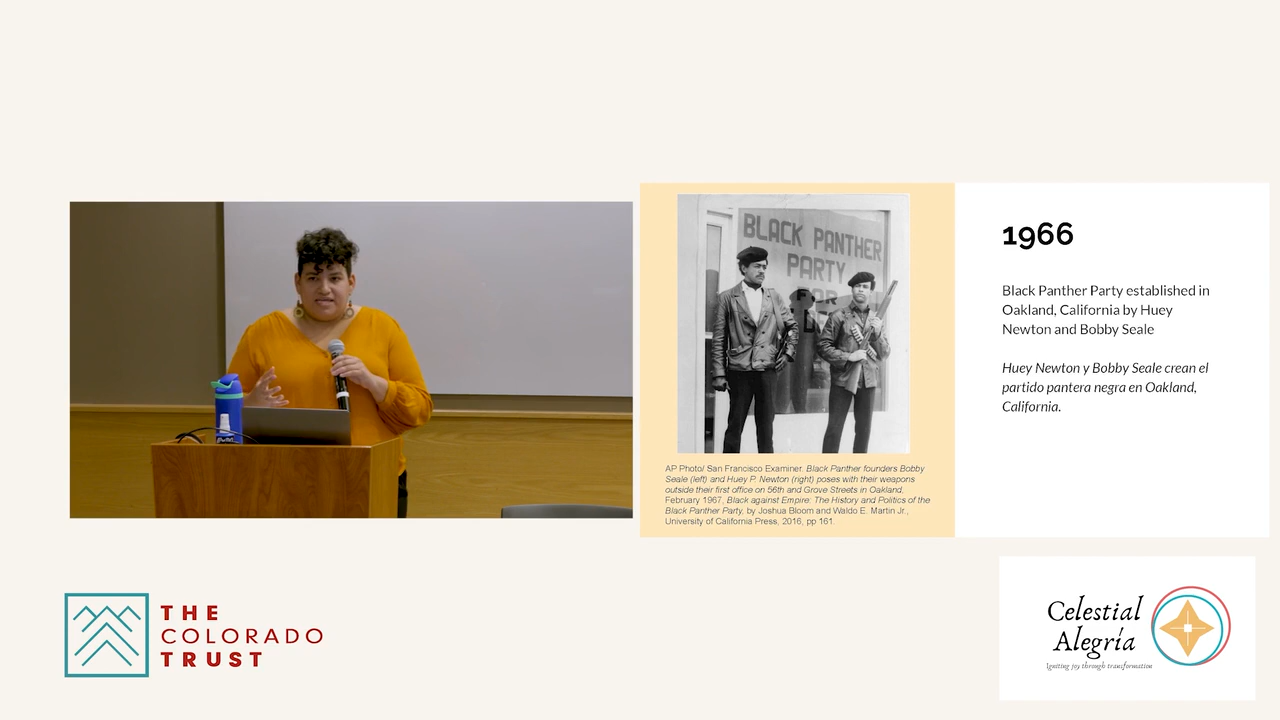 BLACK PANTHER
PARTY
FOR
AP Photo/ San Francisco Examiner. Black Panther founders Bobby
Seale (left) and Huey P. Newton (right) poses with their weapons
outside their first office on 56th and Grove Streets in Oakland,
February 1967, Black against Empire: The History and Politics of the
Black Panther Party, by Joshua Bloom and Waldo E. Martin Jr.,
University of California Press, 2016, pp 161.
1966
Black Panther Party established in
Oakland, California by Huey
Newton and Bobby Seale
Huey Newton y Bobby Seale crean el
partido pantera negra en Oakland,
California.
THE
COLORADO
TRUST
Celestial
Alegría
Igniting joy through transformation